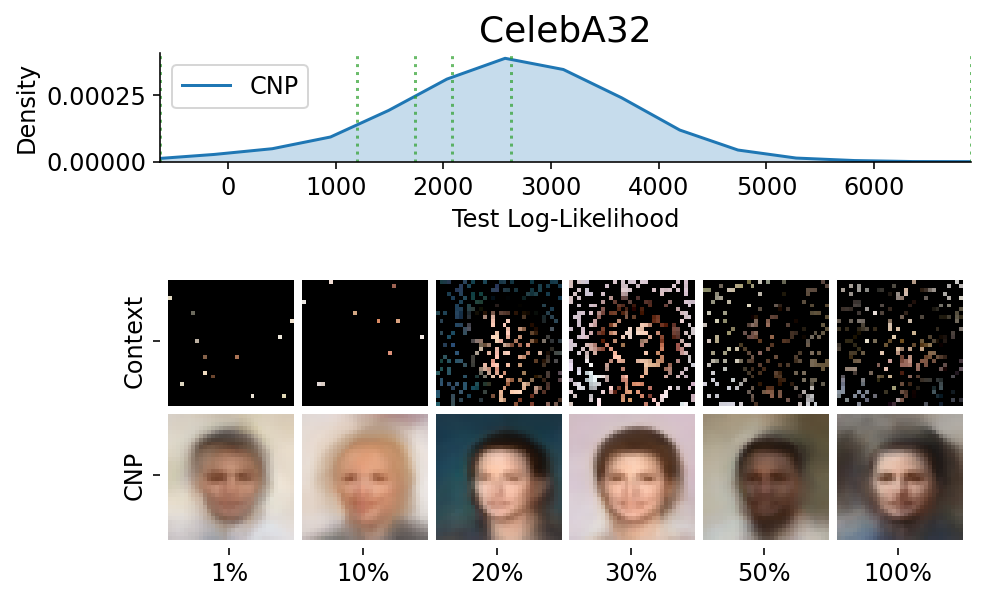 CelebA32
Density
0.00025
0.00000
CNP
0 1000 2000 3000 4000 5000 6000
Test Log-Likelihood
Context
CNP
1% 10% 20% 30% 50% 100%